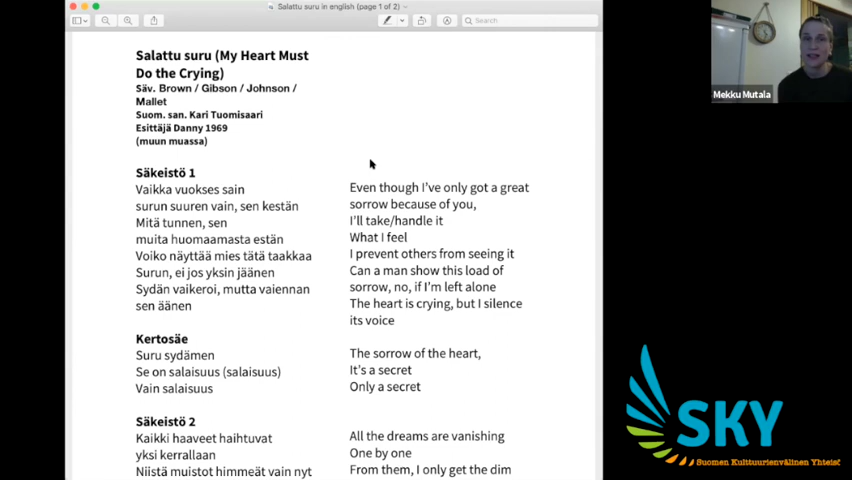 Salattu suru in english (page 1 of 2)
Search
Mekku Mutala
Salattu suru (My Heart Must
Do the Crying)
Säv. Brown / Gibson / Johnson /
Mallet
Suom. san. Kari Tuomisaari
Esittäjä Danny 1969
(muun muassa)
Säkeistö 1
Vaikka vuokses sain
surun suuren vain, sen kestän
Mitä tunnen, sen
muita huomaamasta estän
Voiko näyttää mies tätä taakkaa
Surun, ei jos yksin jäänen
Sydän vaikeroi, mutta vaiennan
sen äänen
Kertosäe
Suru sydämen
Se on salaisuus (salaisuus)
Vain salaisuus
Säkeistö 2
Kaikki haaveet haihtuvat
yksi kerrallaan
Niistä muistot himmeät vain nyt
Even though I've only got a great
sorrow because of you,
I'll take/handle it
What I feel
I prevent others from seeing it
Can a man show this load of
sorrow, no, if I'm left alone
The heart is crying, but I silence
its voice
The sorrow of the heart,
It's a secret
Only a secret
All the dreams are vanishing
One by one
From them, I only get the dim
SKY
Suomen Kulttuurienvälinen Yhteisö